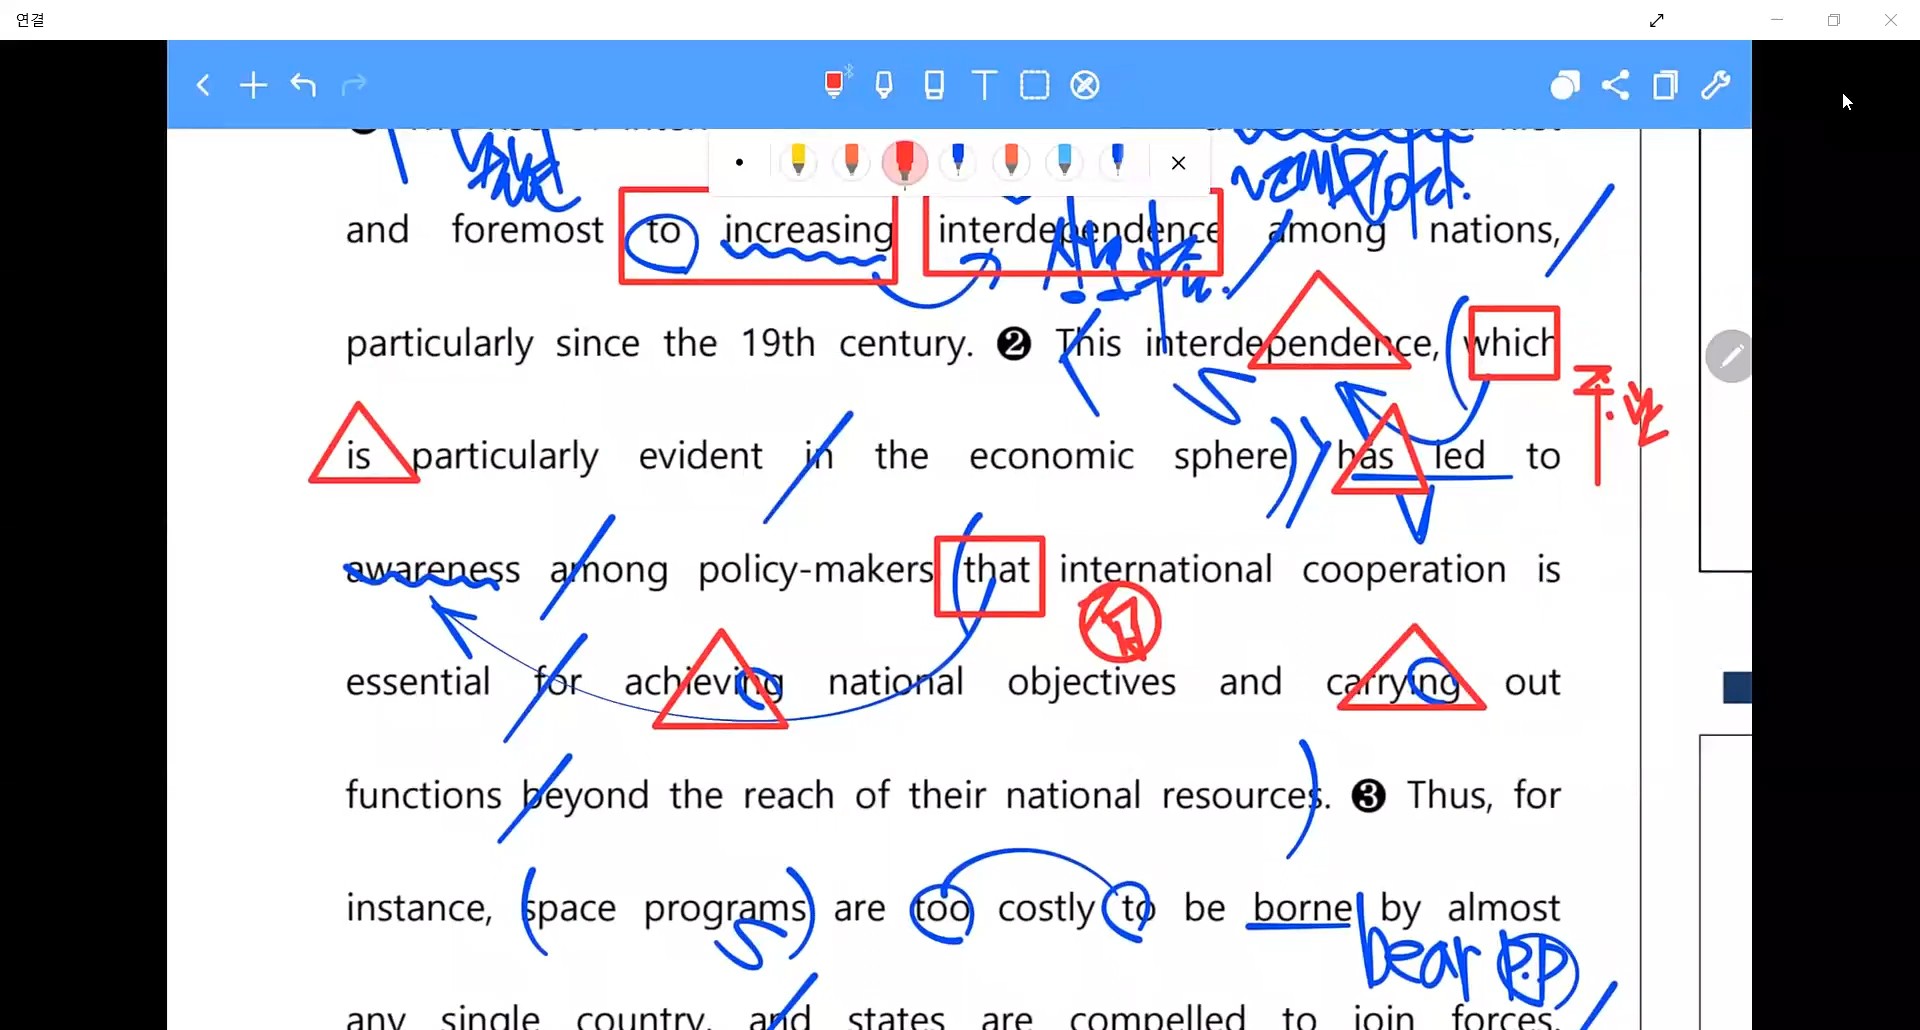 연결
and foremost to increasing interdependence among nations,
particularly since the 19th century. ❷ This interdependence, which
is particularly evident in the economic sphere, has led to
awareness among policy-makers that international cooperation is
essential for achieving national objectives and carrying out
functions beyond the reach of their national resources. ❸ Thus, for
instance, space programs are too costly to be borne by almost
bear P.P
any single country, and states are compelled to join forces.